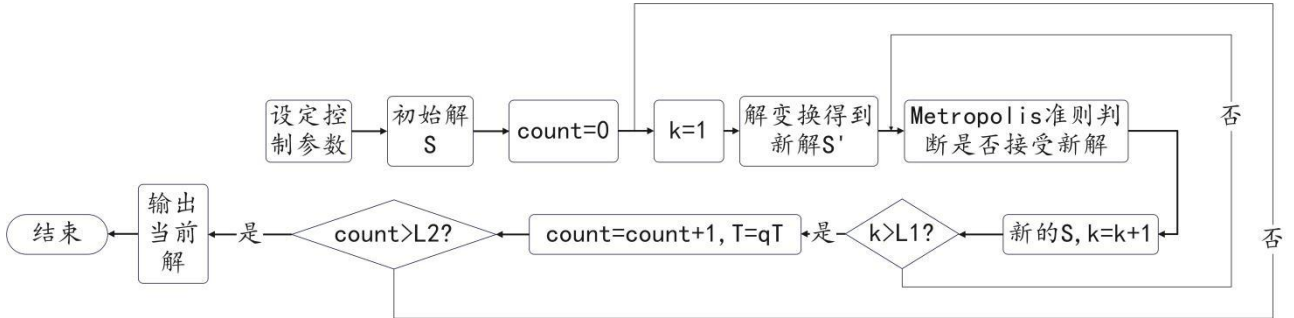 设定控
制参数
初始解
S
count=0
k=1
解变换得到
新解S'
Metropolis准则判
断是否接受新解
否
新的S,k=k+1
k>L1?
是
count=count+1,T=qT
count>L2?
是
输出
当前
解
结束
否